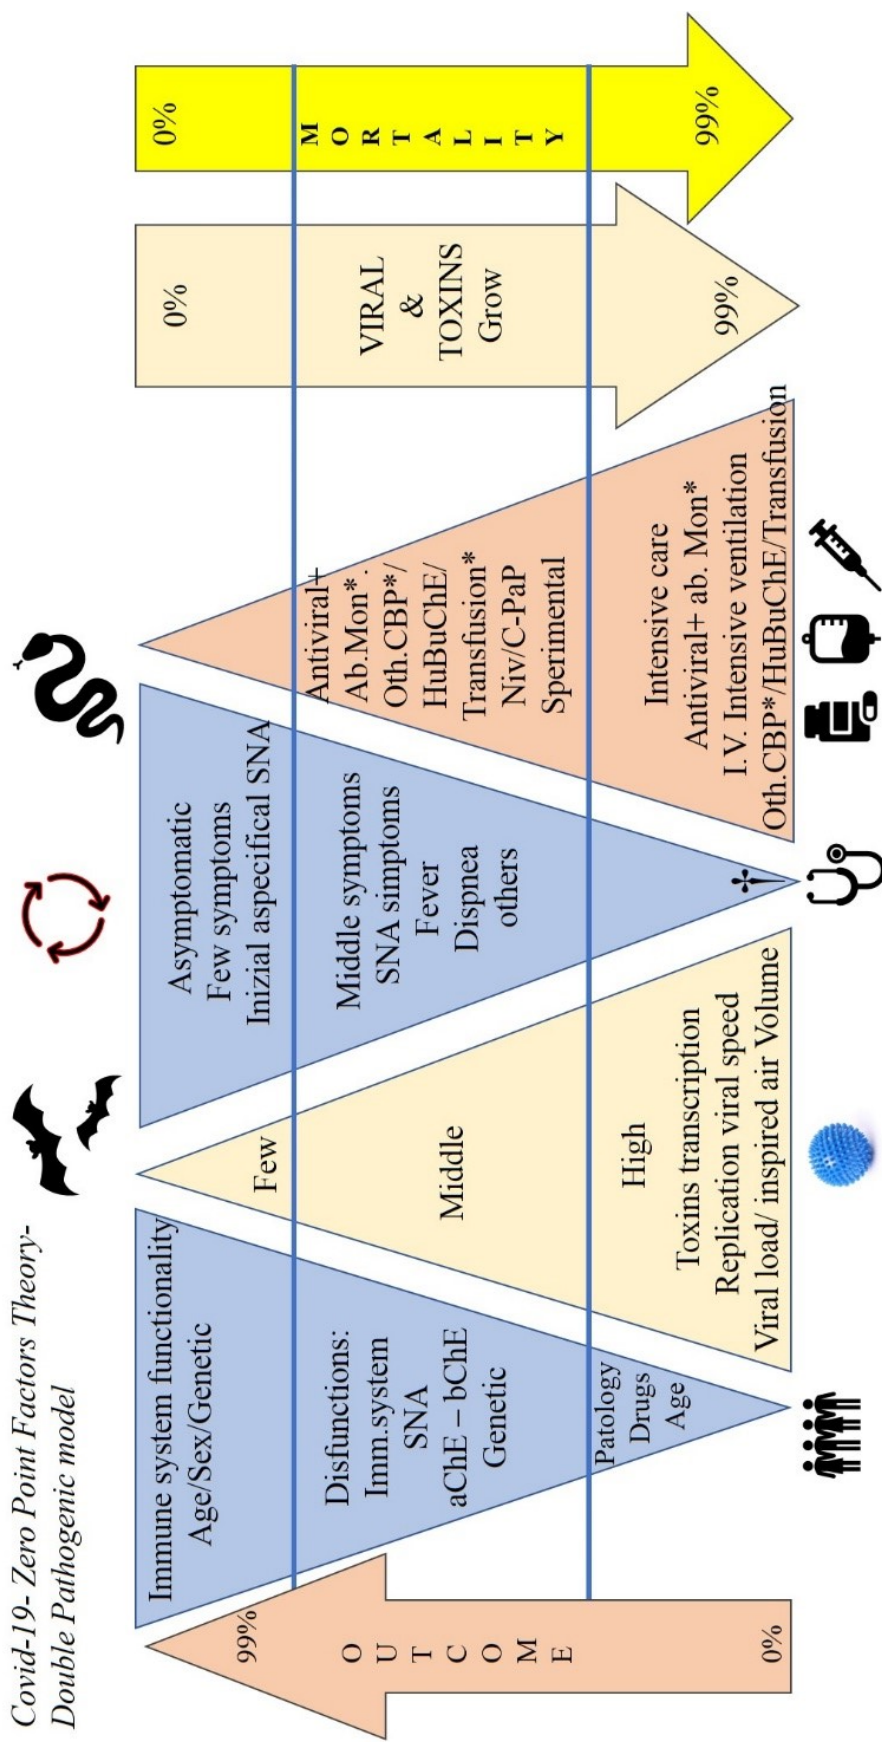 Covid-19- Zero Point Factors Theory-
Double Pathogenic model
99%
O
U
T
C
O
M
E
0%
Immune system functionality
Age/Sex/Genetic
Disfunctions:
Imm.system
SNA
aChE – bChE
Genetic
Patology
Drugs
Age
Few
Middle
High
Toxins transcription
Replication viral speed
Viral load/ inspired air Volume
Asymptomatic
Few symptoms
Inizial aspecifical SNA
Middle symptoms
SNA simptoms
Fever
Dispnea
others
Antiviral+
Ab.Mon*.
Oth.CBP*/
HuBuChE/
Transfusion*
Niv/C-PaP
Sperimental
Intensive care
Antiviral+ ab. Mon*
I.V. Intensive ventilation
Oth.CBP*/HuBuChE/Transfusion
0%
VIRAL
&
TOXINS
Grow
99%
0%
M
O
R
T
A
L
I
T
Y
99%